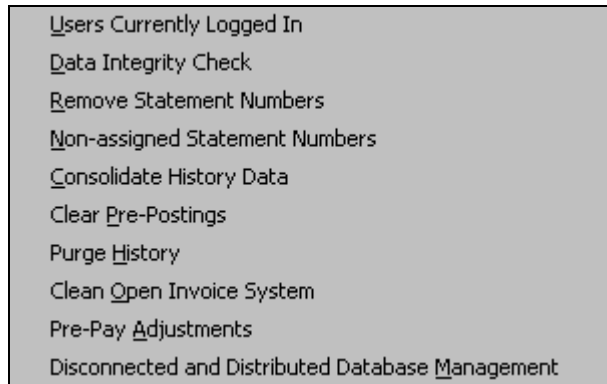 Users Currently Logged In
Data Integrity Check
Remove Statement Numbers
Non-assigned Statement Numbers
Consolidate History Data
Clear Pre-Postings
Purge History
Clean Open Invoice System
Pre-Pay Adjustments
Disconnected and Distributed Database Management